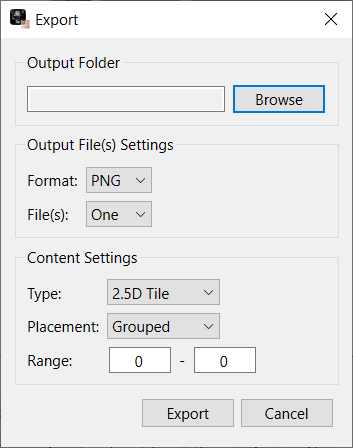 Export
Output Folder
Browse
Output File(s) Settings
Format: PNG
File(s): One
Content Settings
Type: 2.5D Tile
Placement: Grouped
Range: 0 - 0
Export Cancel